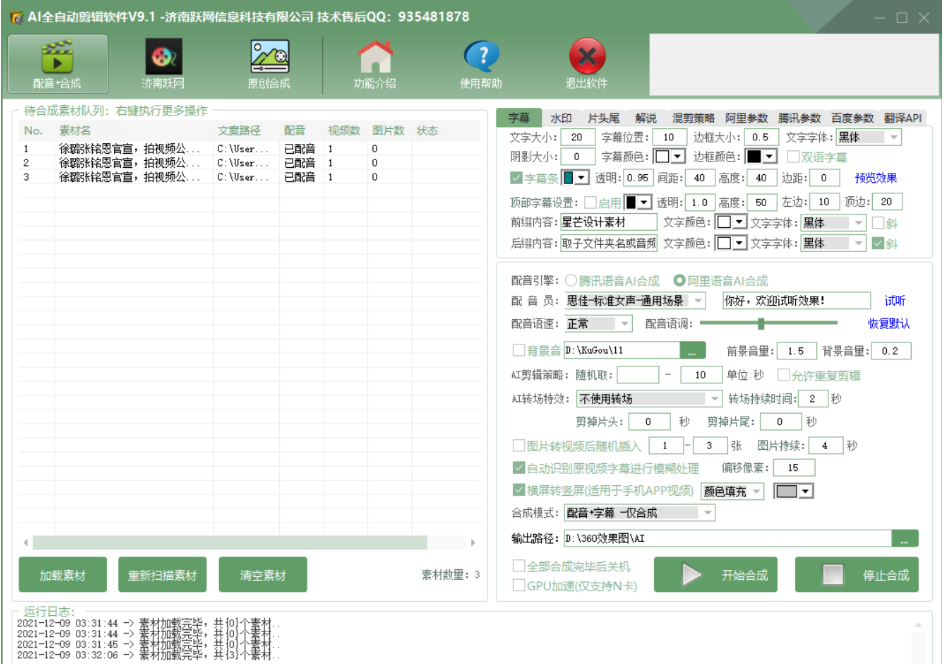 AI全自动剪辑软件V9.1 -济南跃网信息科技有限公司 技术售后QQ：935481878
配音+合成 济南跃网 原创合成 功能介绍 使用帮助 退出软件
待合成素材队列：右键执行更多操作
No. 素材名 文案路径 配音 视频数 图片数 状态
1 徐璐张铭恩官宣，拍视频公... C:\User... 已配音 1 0
2 徐璐张铭恩官宣，拍视频公... C:\User... 已配音 1 0
3 徐璐张铭恩官宣，拍视频公... C:\User... 已配音 1 0
加载素材 重新扫描素材 清空素材 素材数量：3
字幕 水印 片头尾 解说 混剪策略 阿里参数 腾讯参数 百度参数 翻译API
文字大小： 20 字幕位置： 10 边框大小： 0.5 文字字体： 黑体
阴影大小： 0 字幕颜色： 边框颜色： 双语字幕
字幕条 透明： 0.95 间距： 40 高度： 40 边距： 0 预览效果
顶部字幕设置： 启用 透明： 1.0 高度： 50 左边： 10 顶边： 20
前缀内容： 星芒设计素材 文字颜色： 文字字体： 黑体 斜
后缀内容： 取子文件夹名或音频 文字颜色： 文字字体： 黑体 斜
配音引擎： 腾讯语音AI合成 阿里语音AI合成
配 音 员： 思佳-标准女声-通用场景 你好，欢迎试听效果！ 试听
配音语速： 正常 配音语调： 恢复默认
背景音 D:\KuGou\11 ... 前景音量： 1.5 背景音量： 0.2
AI剪辑策略： 随机取： - 10 单位：秒 允许重复剪辑
AI转场特效： 不使用转场 转场持续时间： 2 秒
剪掉片头： 0 秒 剪掉片尾： 0 秒
图片转视频后随机插入 1 - 3 张 图片持续： 4 秒
自动识别原视频字幕进行模糊处理 偏移像素： 15
横屏转竖屏(适用于手机APP视频) 颜色填充
合成模式： 配音+字幕 -仅合成
输出路径： D:\360效果图\AI ...
全部合成完毕后关机
GPU加速(仅支持N卡)
开始合成 停止合成
运行日志：
2021-12-09 03:31:44 -> 素材加载完毕，共{0}个素材..
2021-12-09 03:31:44 -> 素材加载完毕，共{0}个素材..
2021-12-09 03:31:45 -> 素材加载完毕，共{0}个素材..
2021-12-09 03:32:06 -> 素材加载完毕，共{3}个素材..